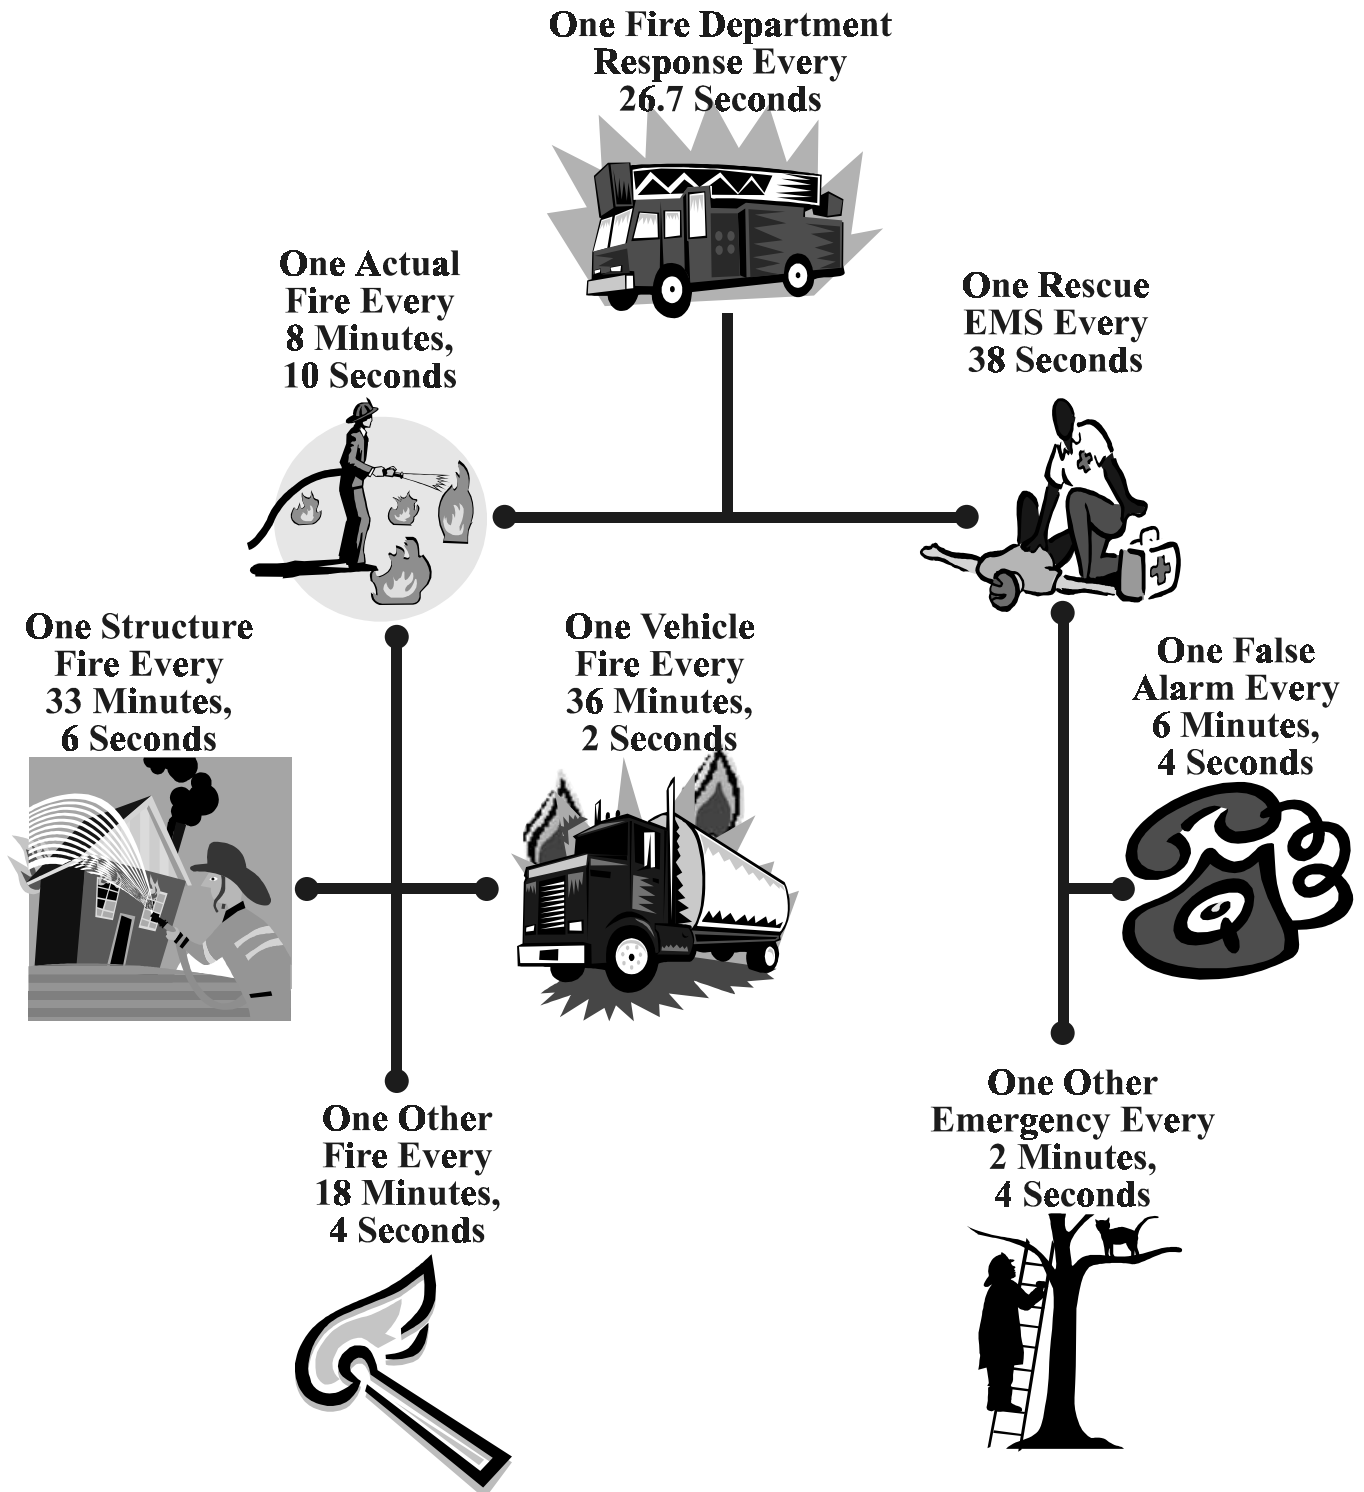 One Fire Department
Response Every
26.7 Seconds
One Actual
Fire Every
8 Minutes,
10 Seconds
One Rescue
EMS Every
38 Seconds
One Structure
Fire Every
33 Minutes,
6 Seconds
One Vehicle
Fire Every
36 Minutes,
2 Seconds
One False
Alarm Every
6 Minutes,
4 Seconds
One Other
Fire Every
18 Minutes,
4 Seconds
One Other
Emergency Every
2 Minutes,
4 Seconds